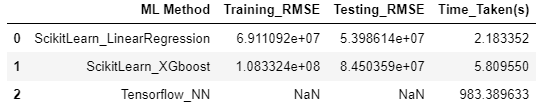 ML Method Training_RMSE Testing_RMSE Time_Taken(s)
0 ScikitLearn_LinearRegression 6.911092e+07 5.398614e+07 2.183352
1 ScikitLearn_XGboost 1.083324e+08 8.450359e+07 5.809550
2 Tensorflow_NN NaN NaN 983.389633